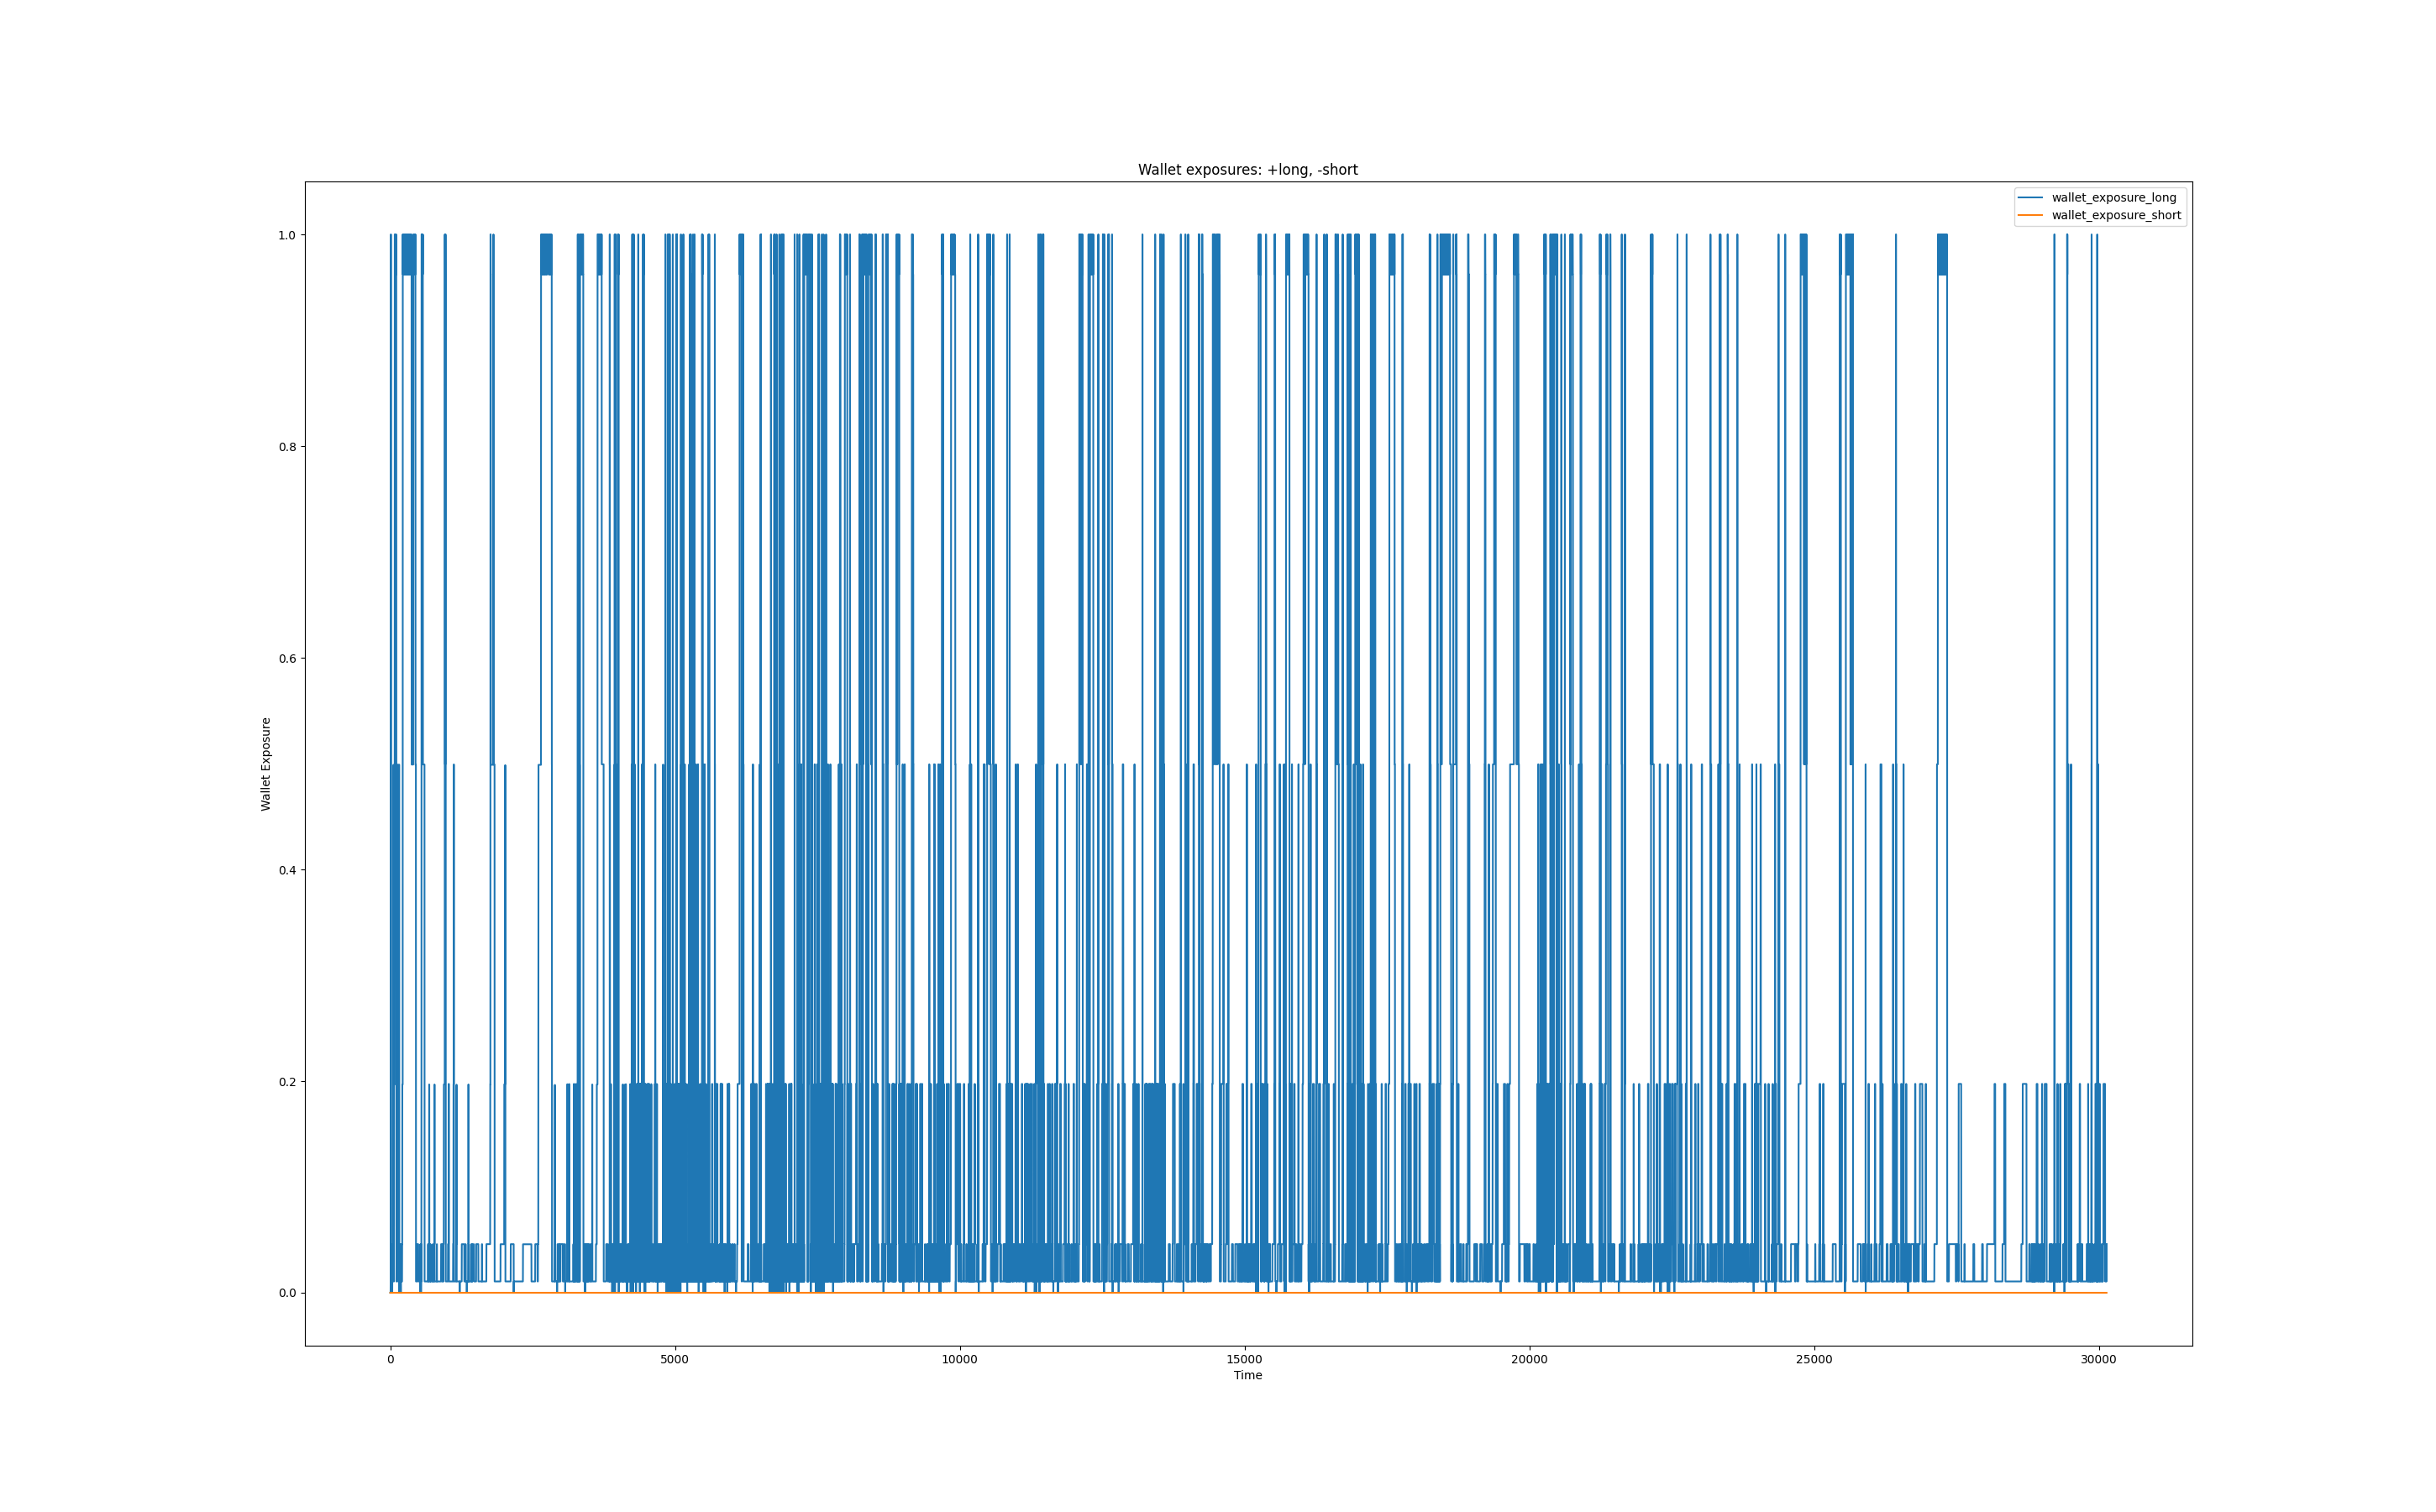 Wallet exposures: +long, -short
wallet_exposure_long
wallet_exposure_short
1.0
0.8
0.6
0.4
0.2
0.0
Wallet Exposure
0 5000 10000 15000 20000 25000 30000
Time